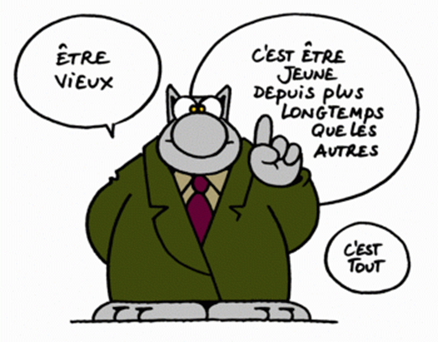 ÊTRE
VIEUX
C'EST ÊTRE
JEUNE
DEPUIS PLUS
LONGTEMPS
QUE LES
AUTRES
C'EST
TOUT